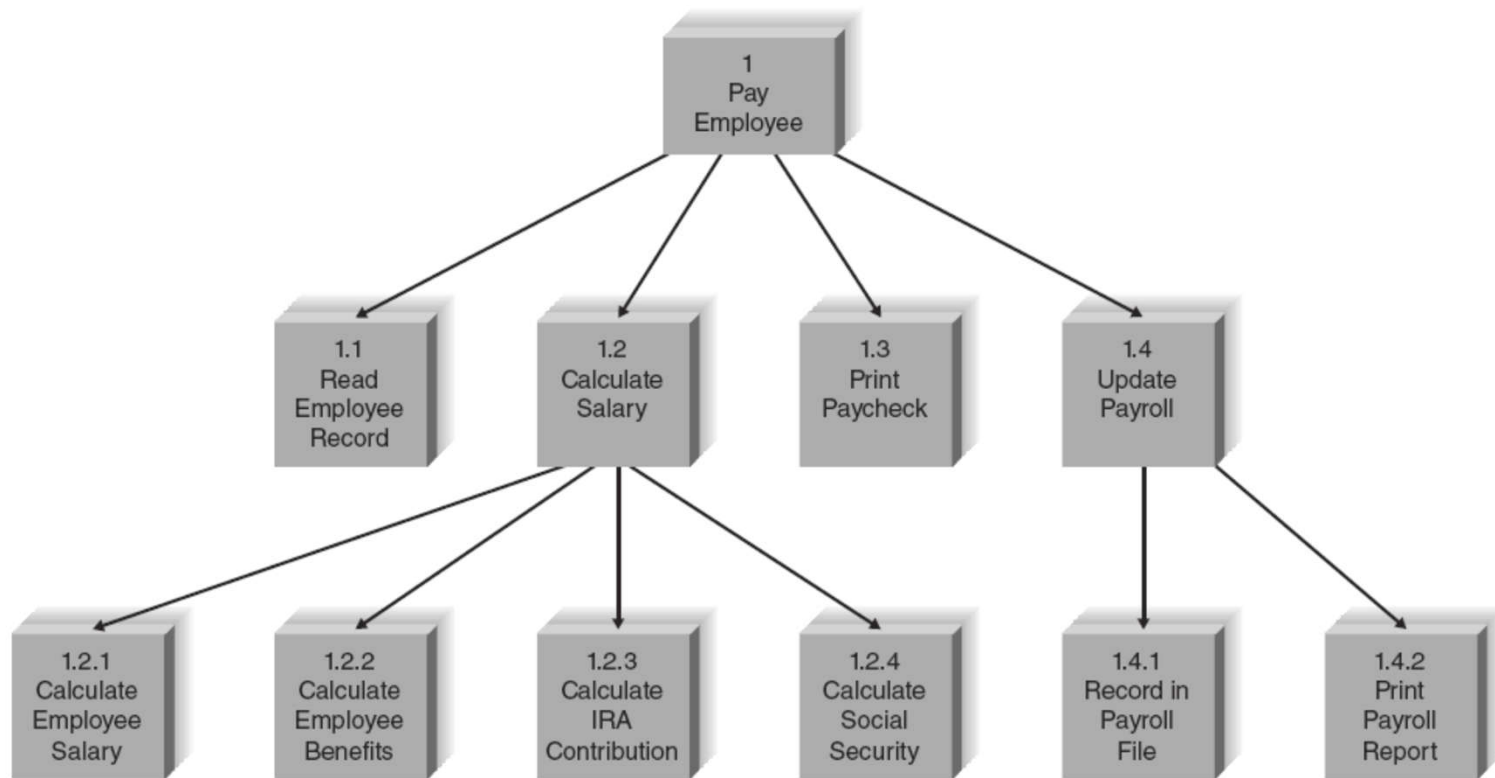 1
Pay
Employee
1.1
Read
Employee
Record
1.2
Calculate
Salary
1.3
Print
Paycheck
1.4
Update
Payroll
1.2.1
Calculate
Employee
Salary
1.2.2
Calculate
Employee
Benefits
1.2.3
Calculate
IRA
Contribution
1.2.4
Calculate
Social
Security
1.4.1
Record in
Payroll
File
1.4.2
Print
Payroll
Report